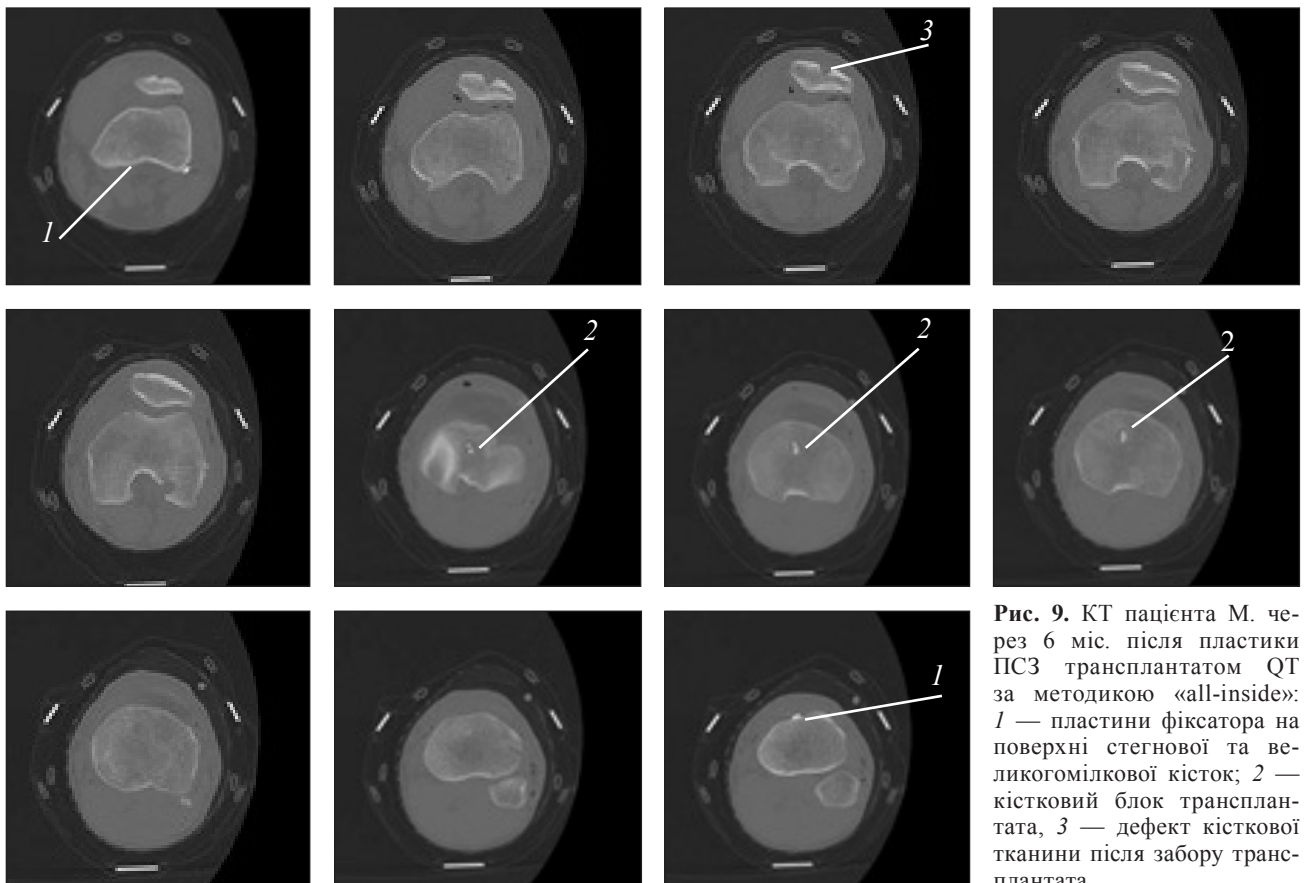 3
1
2
2
2
1
Рис. 9. КТ пацієнта М. че-
рез 6 міс. після пластики
ПСЗ трансплантатом QT
за методикою «all-inside»:
1 — пластини фіксатора на
поверхні стегнової та ве-
ликогомілкової кісток; 2 —
кістковий блок трансплан-
тата, 3 — дефект кісткової
тканини після забору транс-
плантата